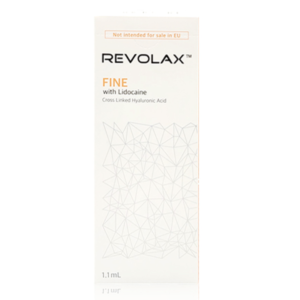 Not intended for sale in EU
REVOLAX™
FINE
with Lidocaine
Cross-Linked Hyaluronic Acid
1.1mL